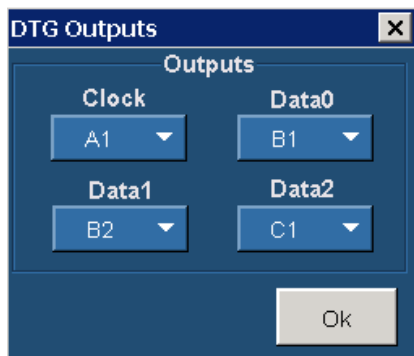 DTG Outputs
Outputs
Clock Data0
A1 B1
Data1 Data2
B2 C1
Ok